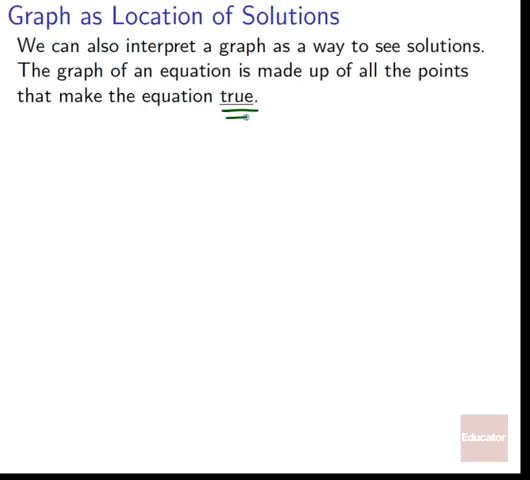 Graph as Location of Solutions
We can also interpret a graph as a way to see solutions.
The graph of an equation is made up of all the points
that make the equation true.
Educator